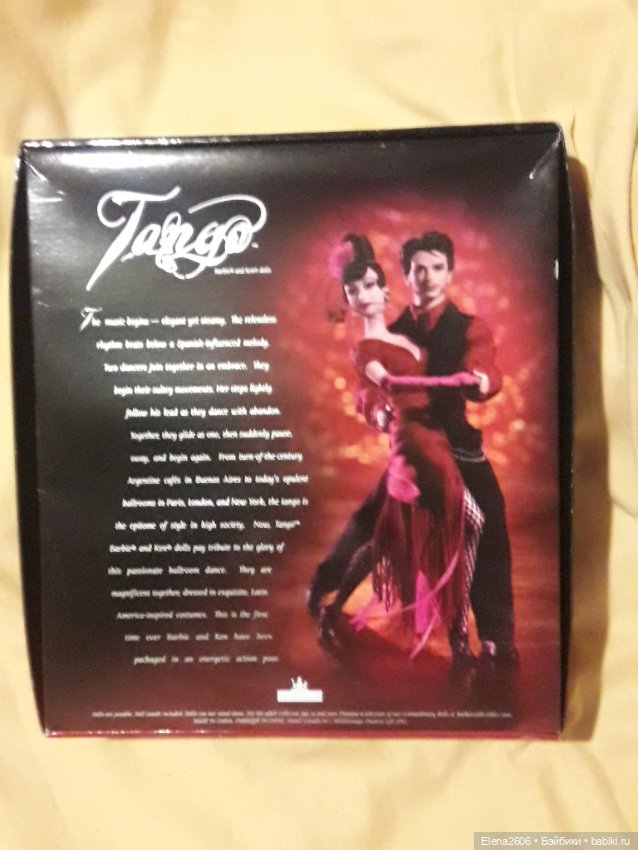 Tango™
Barbie® and Ken® dolls
The music begins — elegant yet steamy. The relentless
rhythm beats below a Spanish-influenced melody.
Two dancers join together in an embrace. They
begin their sultry movements. Her steps lightly
follow his lead as they dance with abandon.
Together, they glide as one, then suddenly pause,
sway, and begin again. From turn-of-the-century
Argentine cafés in Buenos Aires to today's opulent
ballrooms in Paris, London, and New York, the tango is
the epitome of style in high society. Now, Tango™
Barbie® and Ken® dolls pay tribute to the glory of
this passionate ballroom dance. They are
magnificent together, dressed in exquisite, Latin
America-inspired costumes. This is the first
time ever Barbie and Ken have been
packaged in an energetic action pose.
MADE IN CHINA.
Elena2606 • Бэйбики • babiki.ru